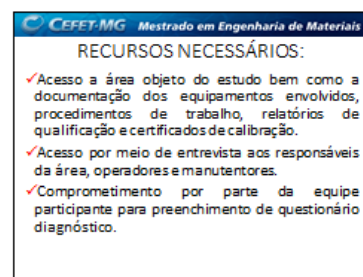 CEFET-MG Mestrado em Engenharia de Materiais
RECURSOS NECESSÁRIOS:
✓Acesso a área objeto do estudo bem como a
documentação dos equipamentos envolvidos,
procedimentos de trabalho, relatórios de
qualificação e certificados de calibração.
✓Acesso por meio de entrevista aos responsáveis
da área, operadores e manutentores.
✓Comprometimento por parte da equipe
participante para preenchimento de questionário
diagnóstico.